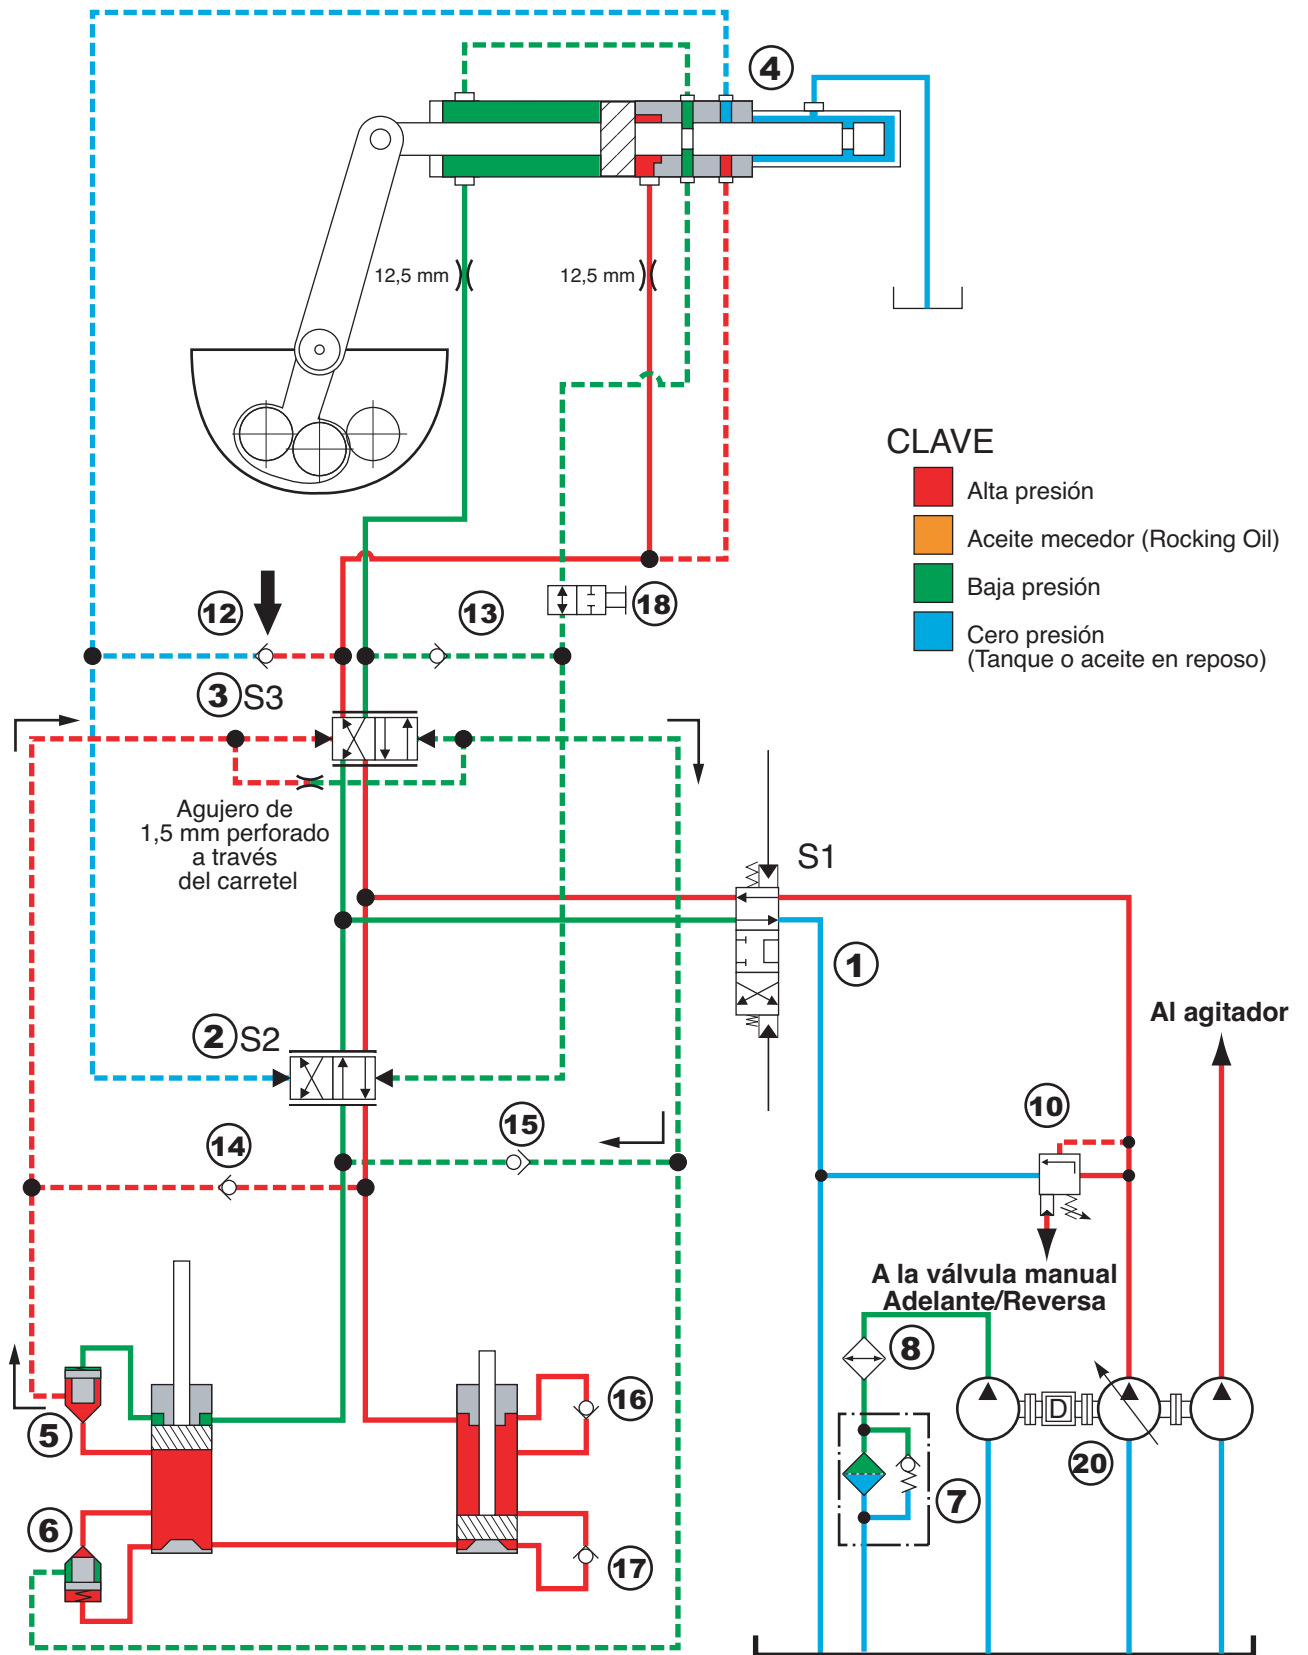 4
12,5 mm
12,5 mm
CLAVE
Alta presión
Aceite mecedor (Rocking Oil)
Baja presión
Cero presión
(Tanque o aceite en reposo)
12
13
18
3 S3
Agujero de
1,5 mm perforado
a través
del carretel
S1
1
2 S2
Al agitador
10
15
14
A la válvula manual
Adelante/Reversa
8
16
5
D
20
7
6
17